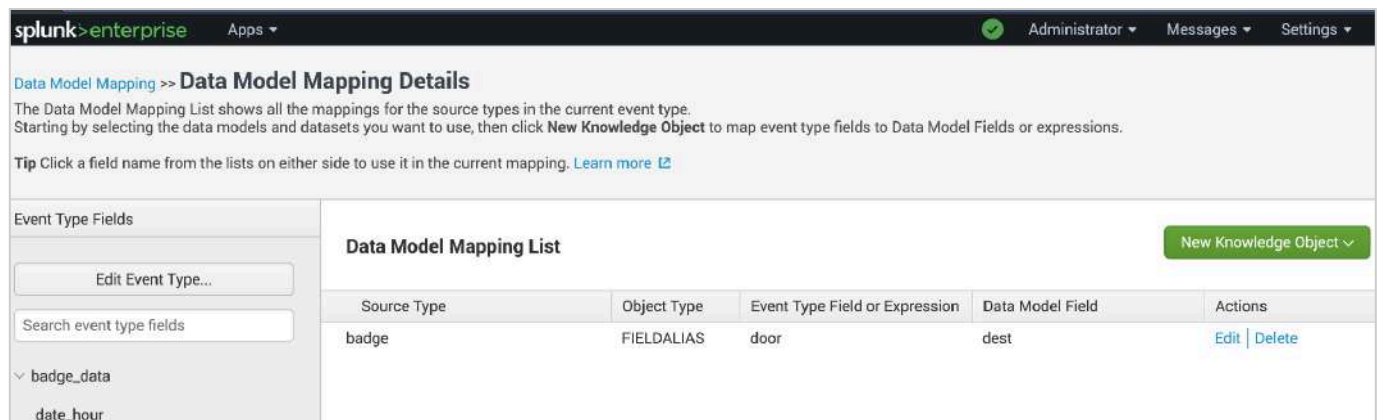 splunk>enterprise Apps Administrator Messages Settings
Data Model Mapping >> Data Model Mapping Details
The Data Model Mapping List shows all the mappings for the source types in the current event type.
Starting by selecting the data models and datasets you want to use, then click New Knowledge Object to map event type fields to Data Model Fields or expressions.
Tip Click a field name from the lists on either side to use it in the current mapping. Learn more
Event Type Fields
Data Model Mapping List
New Knowledge Object
Edit Event Type...
Search event type fields
Source Type Object Type Event Type Field or Expression Data Model Field Actions
badge FIELDALIAS door dest Edit | Delete
badge_data
date_hour